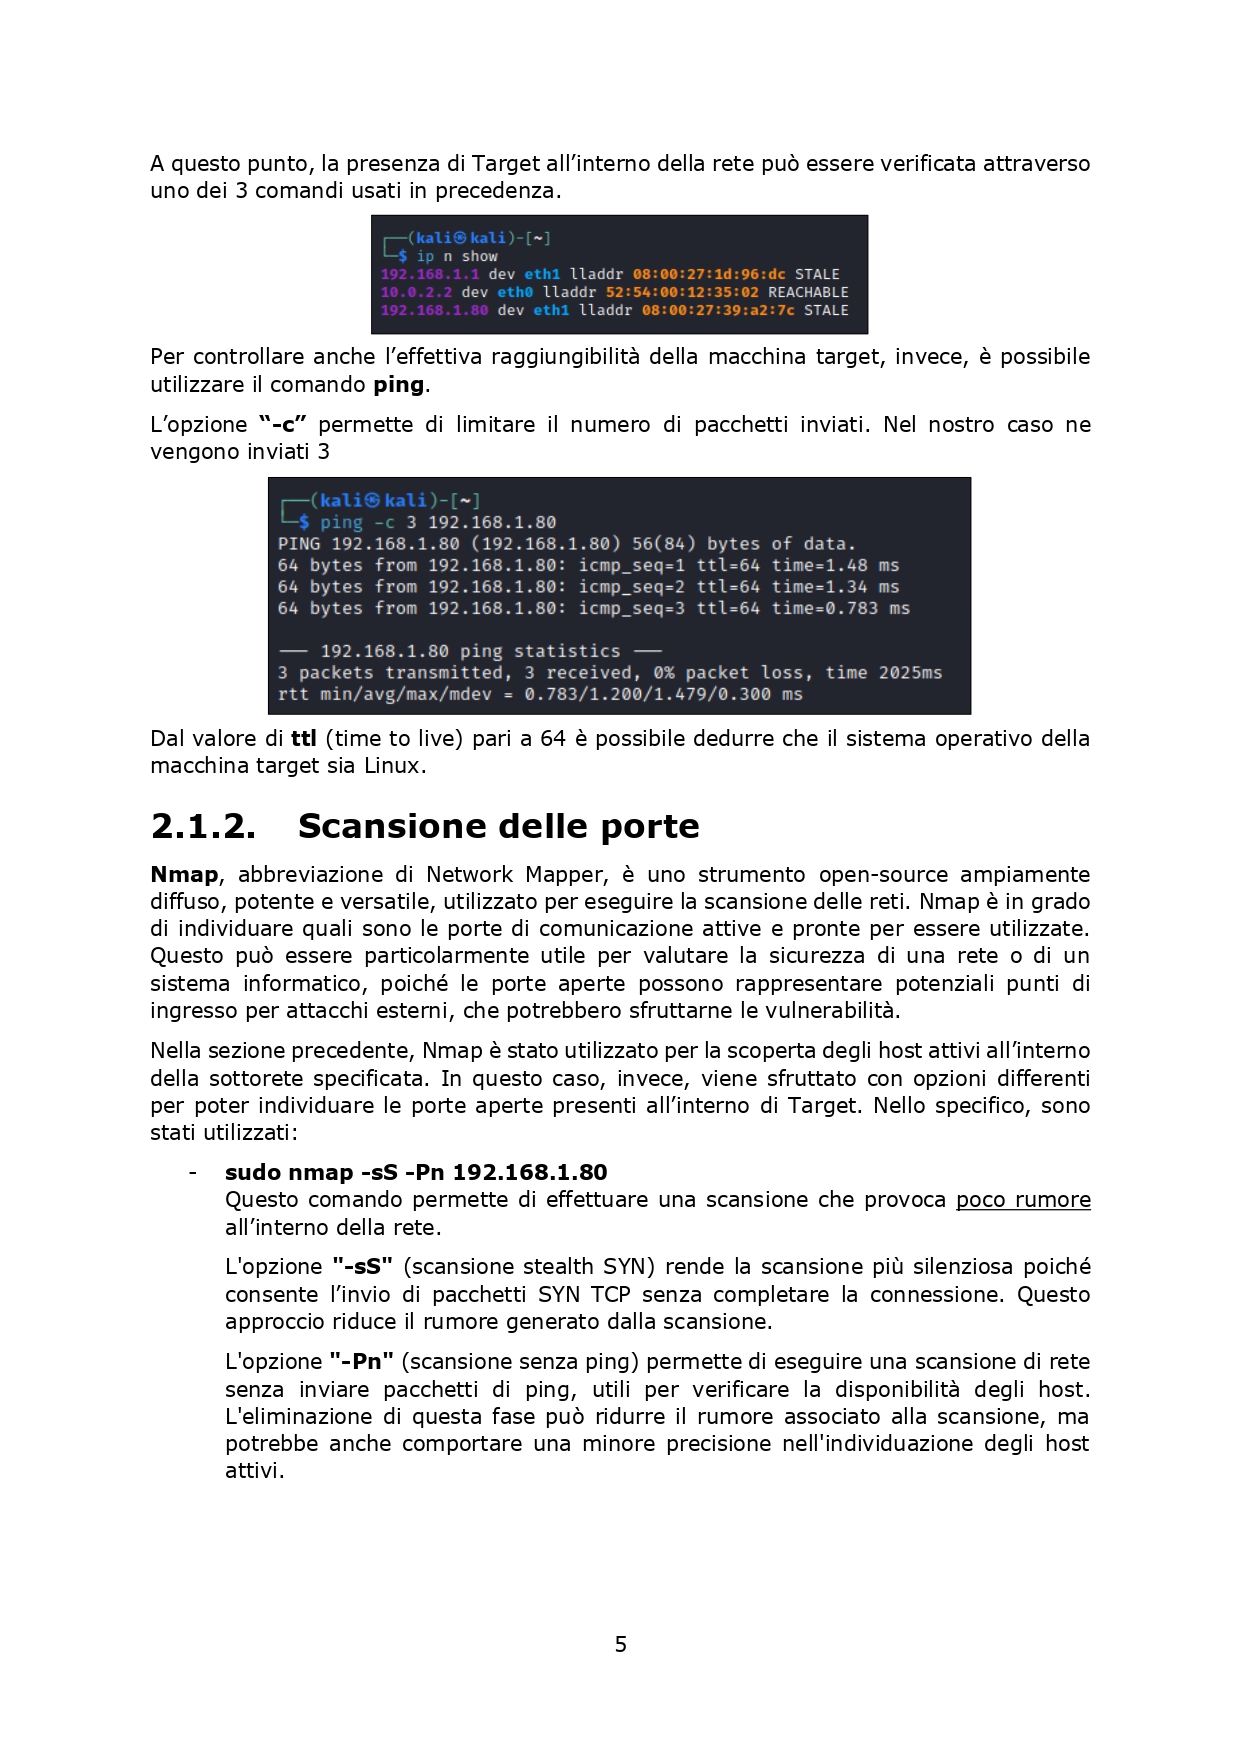 A questo punto, la presenza di Target all’interno della rete può essere verificata attraverso
uno dei 3 comandi usati in precedenza.
┌──(kali㉿kali)-[~]
└─$ ip n show
192.168.1.1 dev eth1 lladdr 08:00:27:1d:96:dc STALE
10.0.2.2 dev eth0 lladdr 52:54:00:12:35:02 REACHABLE
192.168.1.80 dev eth1 lladdr 08:00:27:39:a2:7c STALE
Per controllare anche l’effettiva raggiungibilità della macchina target, invece, è possibile
utilizzare il comando ping.
L’opzione “-c” permette di limitare il numero di pacchetti inviati. Nel nostro caso ne
vengono inviati 3
┌──(kali㉿kali)-[~]
└─$ ping -c 3 192.168.1.80
PING 192.168.1.80 (192.168.1.80) 56(84) bytes of data.
64 bytes from 192.168.1.80: icmp_seq=1 ttl=64 time=1.48 ms
64 bytes from 192.168.1.80: icmp_seq=2 ttl=64 time=1.34 ms
64 bytes from 192.168.1.80: icmp_seq=3 ttl=64 time=0.783 ms
--- 192.168.1.80 ping statistics ---
3 packets transmitted, 3 received, 0% packet loss, time 2025ms
rtt min/avg/max/mdev = 0.783/1.200/1.479/0.300 ms
Dal valore di ttl (time to live) pari a 64 è possibile dedurre che il sistema operativo della
macchina target sia Linux.
2.1.2. Scansione delle porte
Nmap, abbreviazione di Network Mapper, è uno strumento open-source ampiamente
diffuso, potente e versatile, utilizzato per eseguire la scansione delle reti. Nmap è in grado
di individuare quali sono le porte di comunicazione attive e pronte per essere utilizzate.
Questo può essere particolarmente utile per valutare la sicurezza di una rete o di un
sistema informatico, poiché le porte aperte possono rappresentare potenziali punti di
ingresso per attacchi esterni, che potrebbero sfruttarne le vulnerabilità.
Nella sezione precedente, Nmap è stato utilizzato per la scoperta degli host attivi all’interno
della sottorete specificata. In questo caso, invece, viene sfruttato con opzioni differenti
per poter individuare le porte aperte presenti all’interno di Target. Nello specifico, sono
stati utilizzati:
- sudo nmap -sS -Pn 192.168.1.80
Questo comando permette di effettuare una scansione che provoca poco rumore
all’interno della rete.
L'opzione "-sS" (scansione stealth SYN) rende la scansione più silenziosa poiché
consente l’invio di pacchetti SYN TCP senza completare la connessione. Questo
approccio riduce il rumore generato dalla scansione.
L'opzione "-Pn" (scansione senza ping) permette di eseguire una scansione di rete
senza inviare pacchetti di ping, utili per verificare la disponibilità degli host.
L'eliminazione di questa fase può ridurre il rumore associato alla scansione, ma
potrebbe anche comportare una minore precisione nell'individuazione degli host
attivi.
5